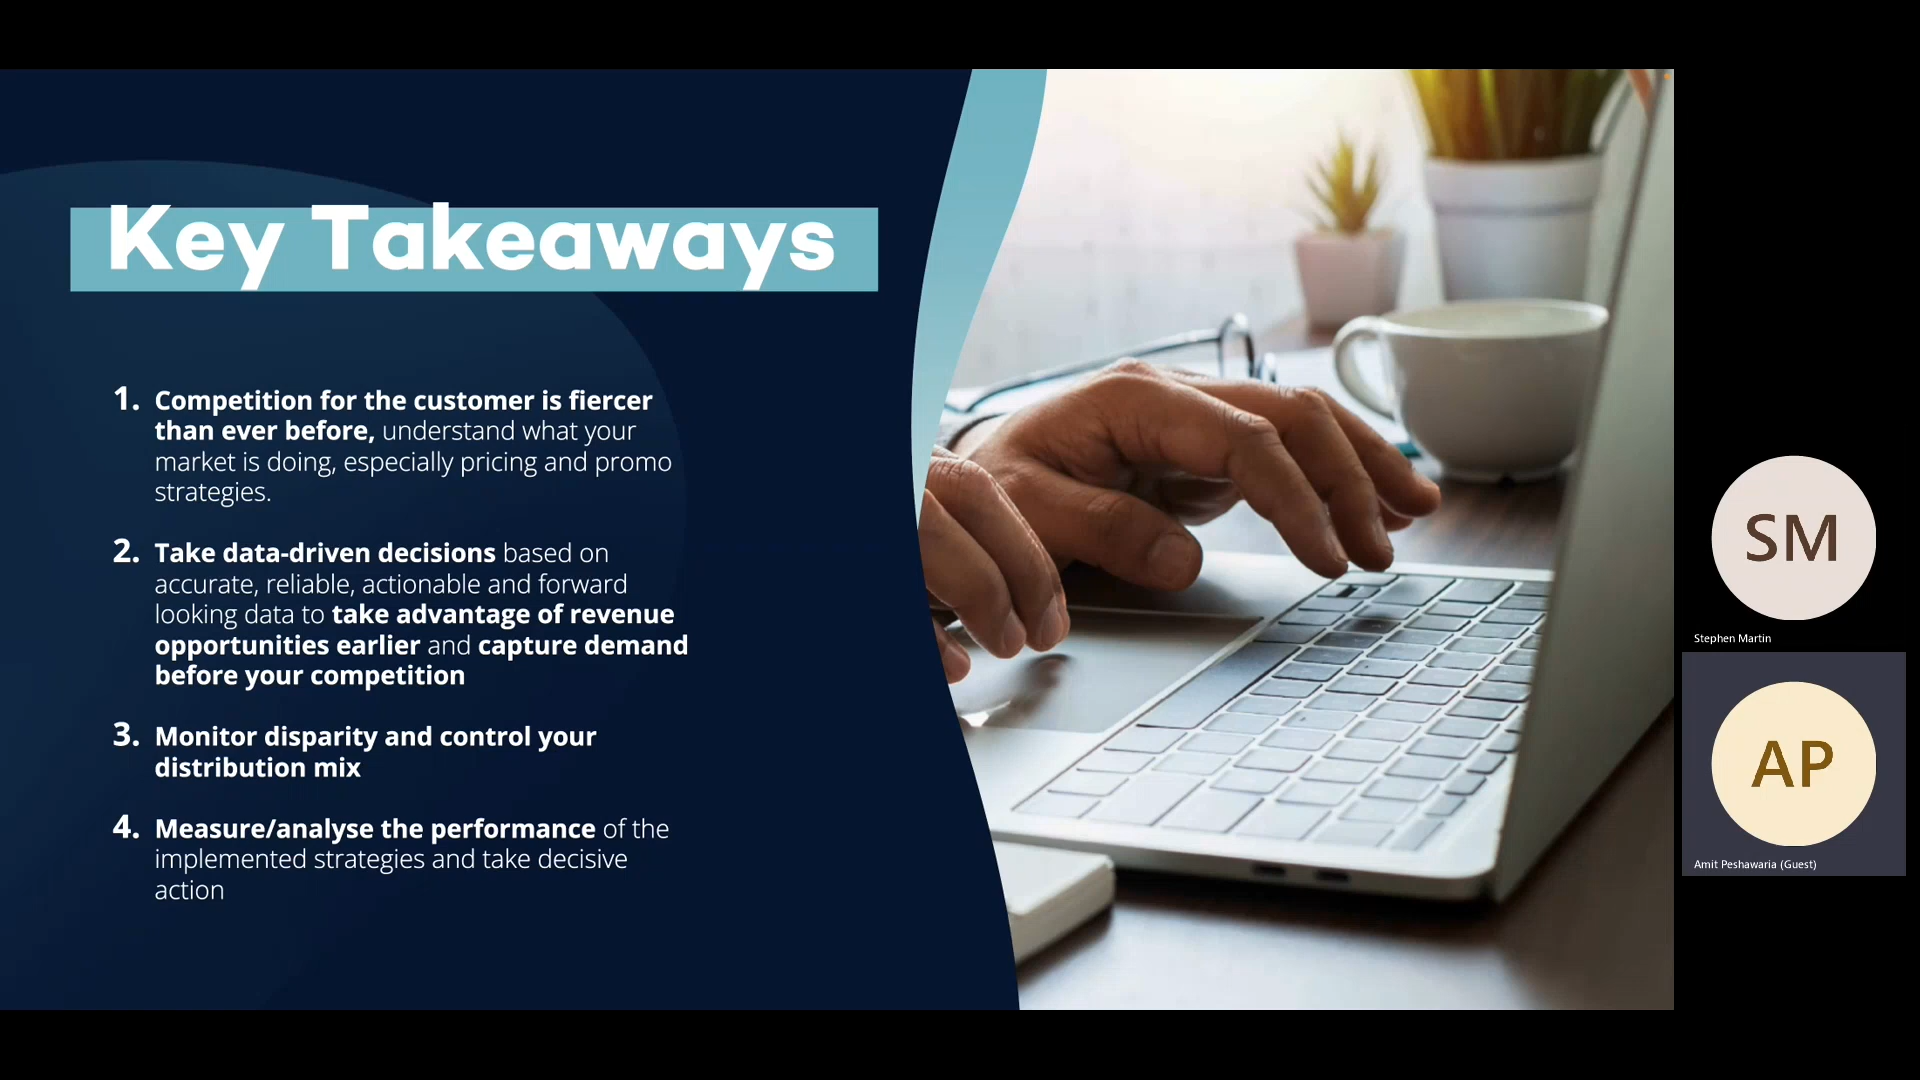 Key Takeaways
1. Competition for the customer is fiercer
than ever before, understand what your
market is doing, especially pricing and promo
strategies.
2. Take data-driven decisions based on
accurate, reliable, actionable and forward
looking data to take advantage of revenue
opportunities earlier and capture demand
before your competition
3. Monitor disparity and control your
distribution mix
4. Measure/analyse the performance of the
implemented strategies and take decisive
action
SM
Stephen Martin
AP
Amit Peshawaria (Guest)